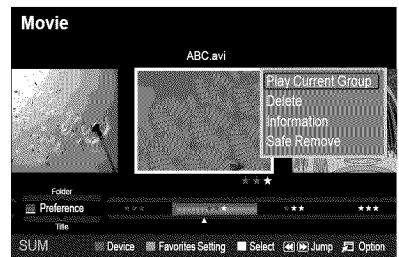 Movie
ABC.avi
Play Current Group
Delete
Information
Safe Remove
Folder
Preference
Title
SUM Device Favorites Setting Select Jump Option